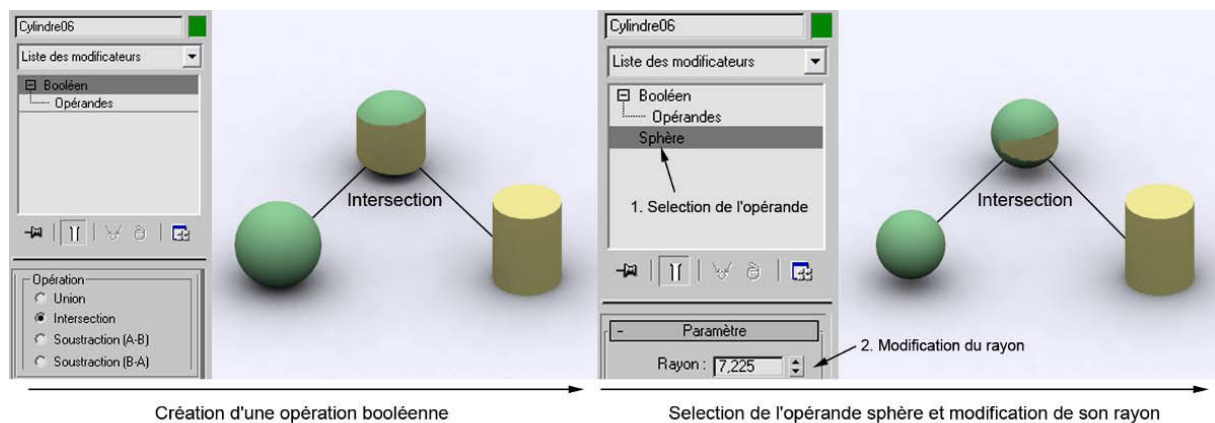 Cylindre06
Liste des modificateurs
Booléen
Opérandes
Intersection
Opération
Union
Intersection
Soustraction (A-B)
Soustraction (B-A)
Création d'une opération booléenne
Cylindre06
Liste des modificateurs
Booléen
Opérandes
Sphère
1. Selection de l'opérande
Intersection
- Paramètre
2. Modification du rayon
Rayon : 7,225
Selection de l'opérande sphère et modification de son rayon